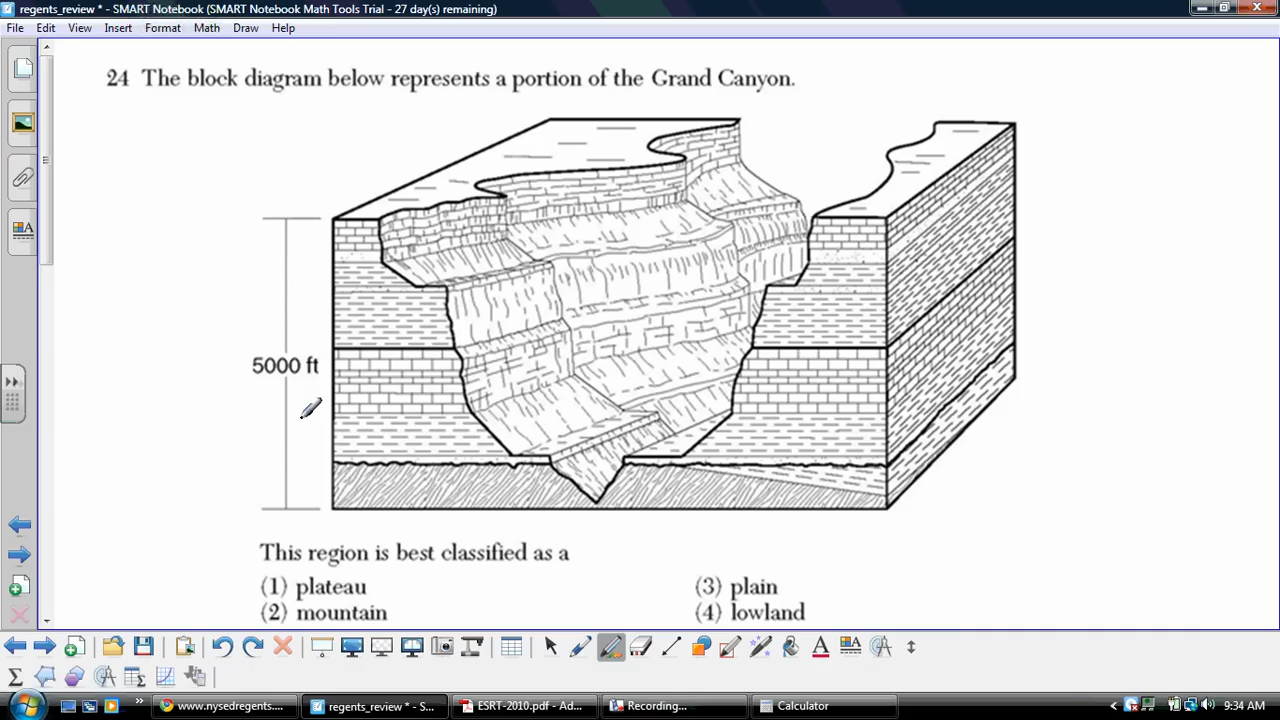 regents_review * - SMART Notebook (SMART Notebook Math Tools Trial - 27 day(s) remaining)
File Edit View Insert Format Math Draw Help
24 The block diagram below represents a portion of the Grand Canyon.
5000 ft
This region is best classified as a
(1) plateau (3) plain
(2) mountain (4) lowland
www.nysedregents.... regents_review * - S... ESRT-2010.pdf - Ad... Recording... Calculator 9:34 AM